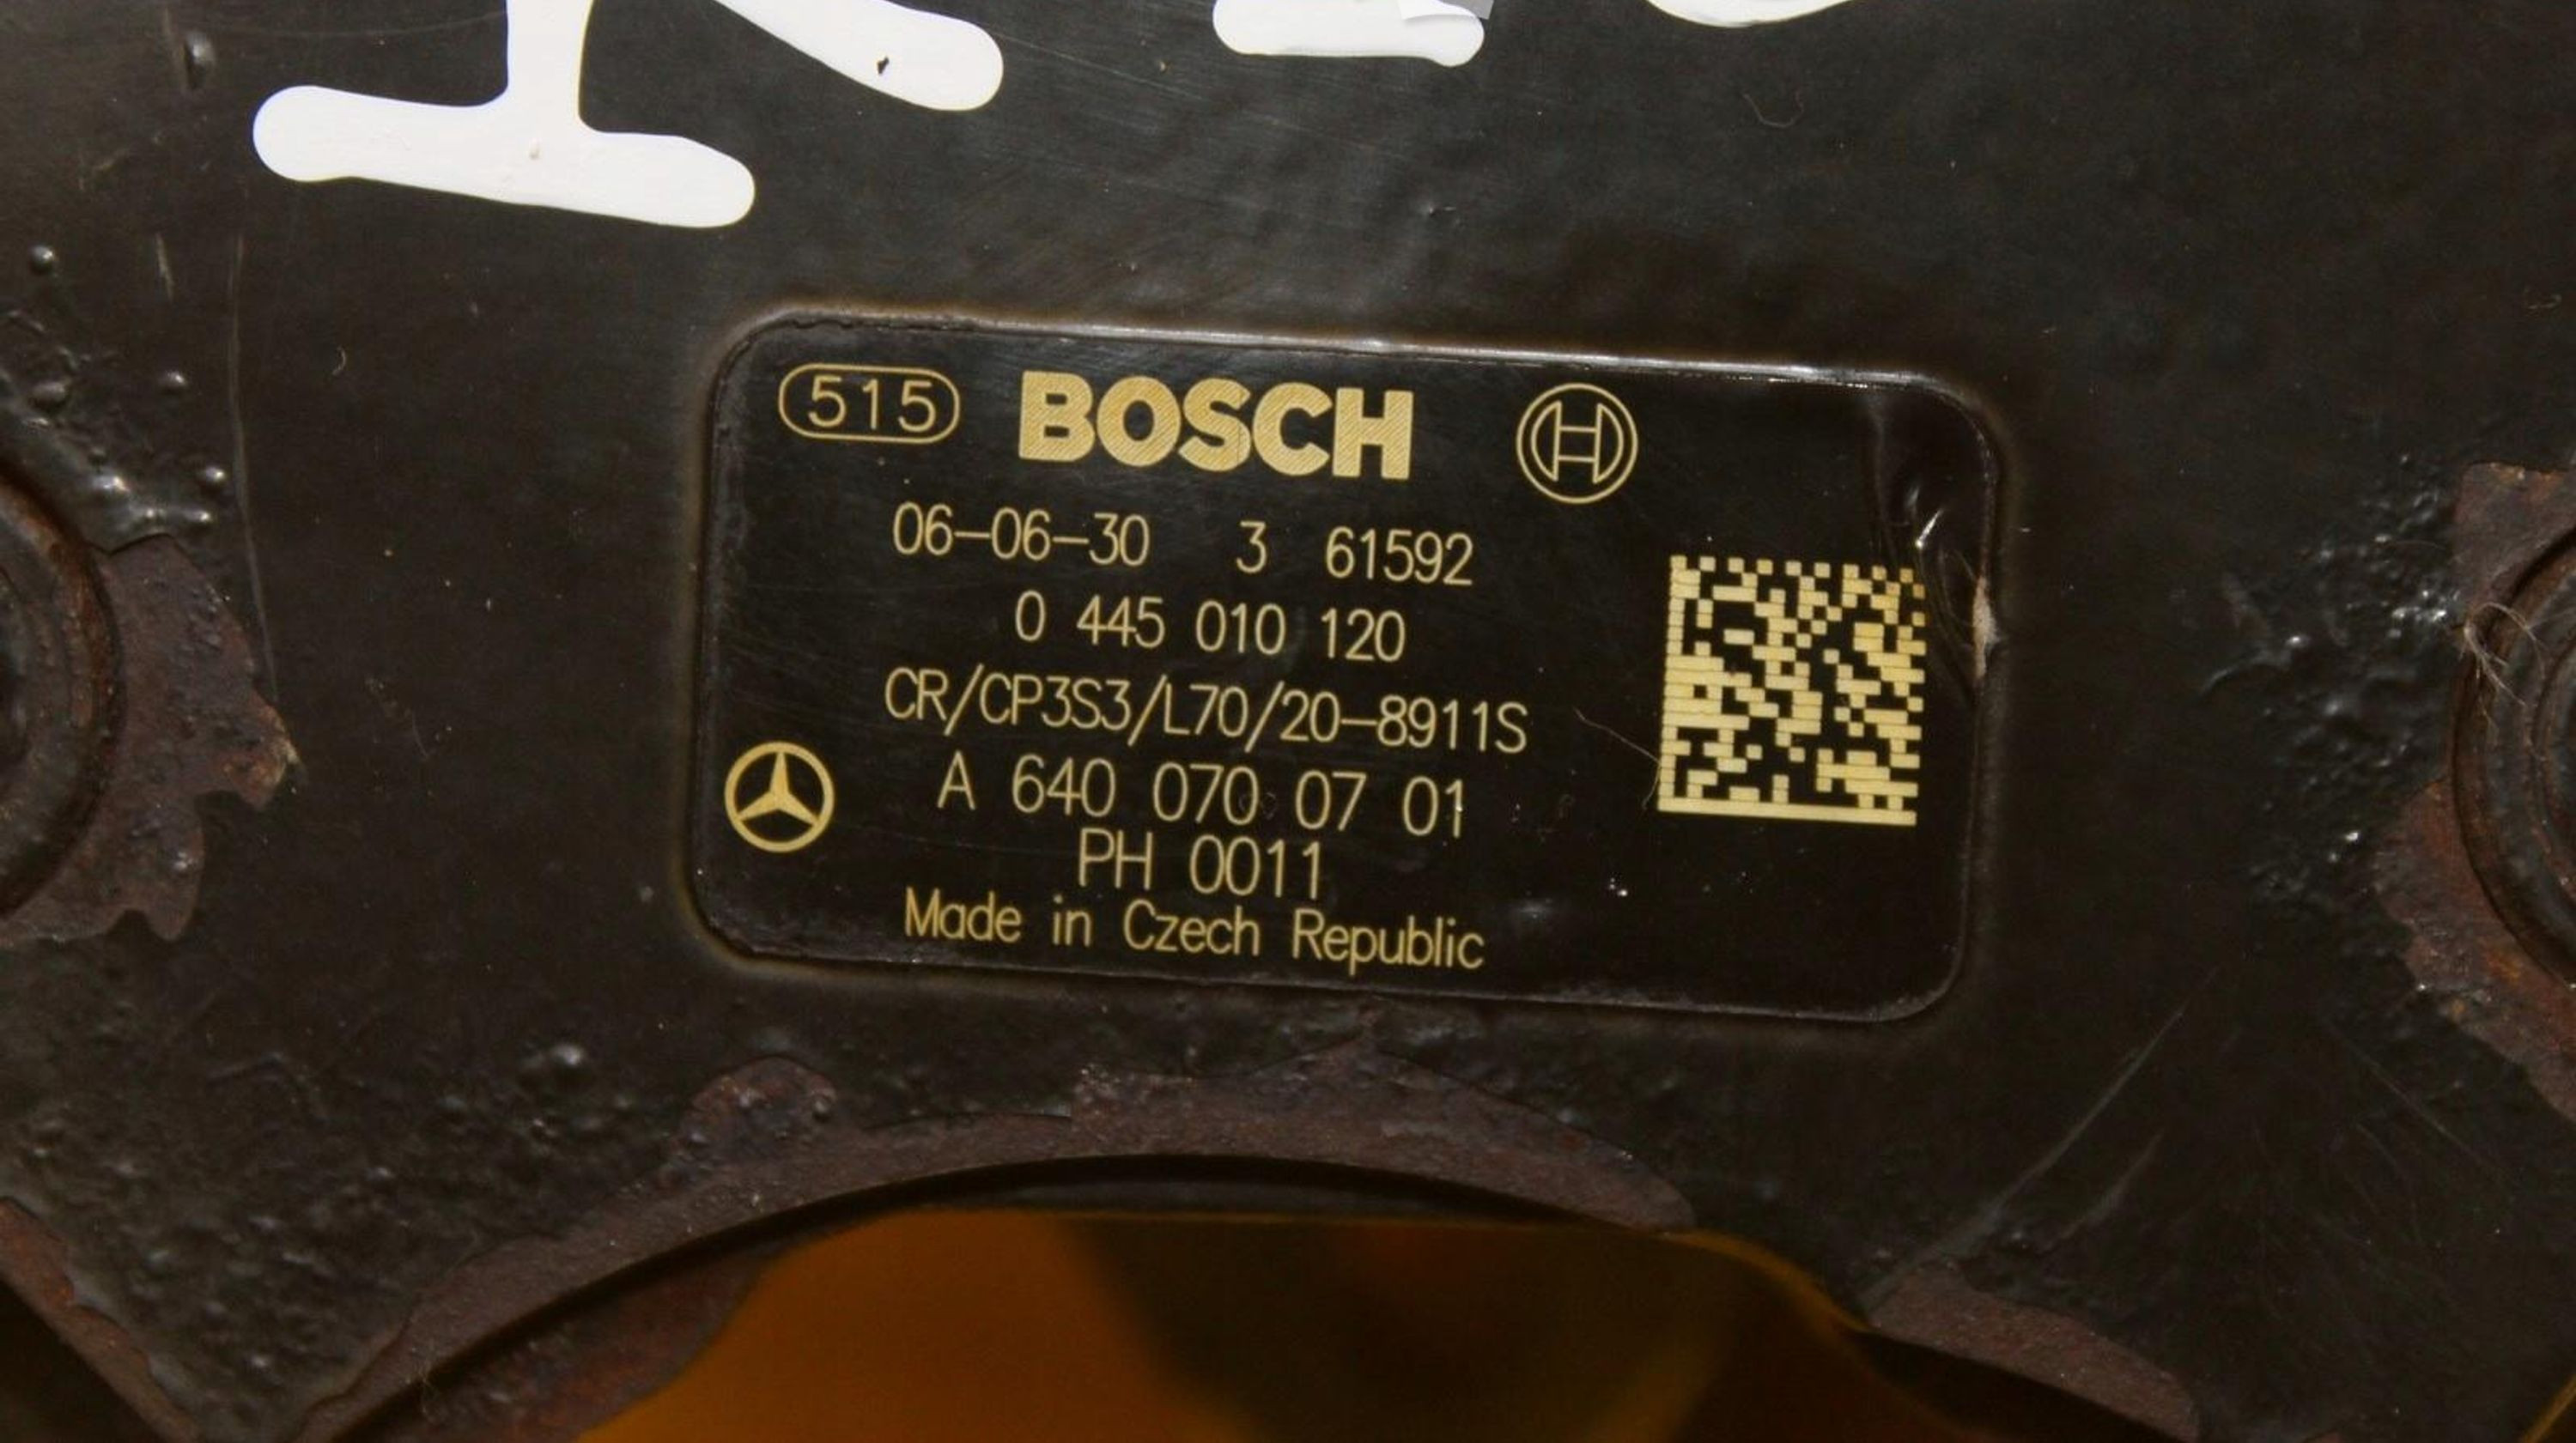 515 BOSCH
06-06-30 3 61592
0 445 010 120
CR/CP3S3/L70/20-8911S
A 640 070 07 01
PH 0011
Made in Czech Republic